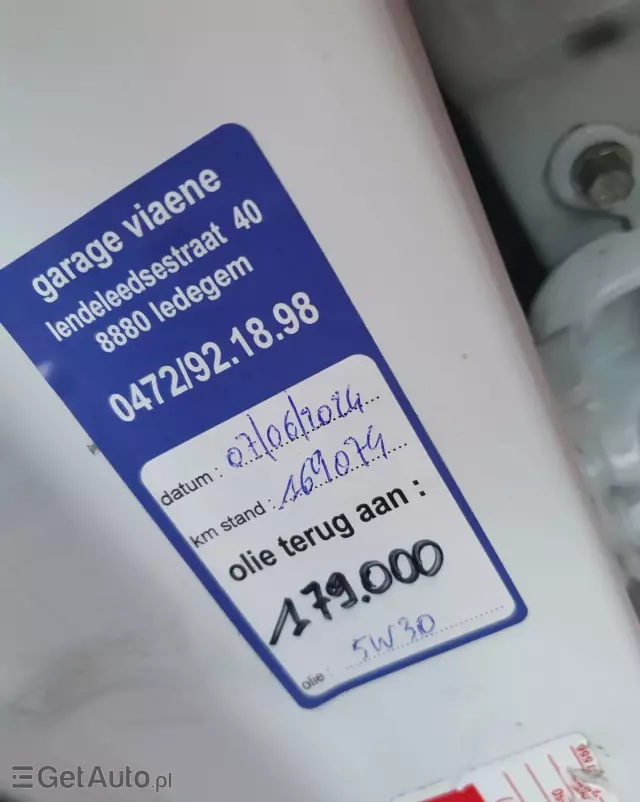 garage viaene
lendeleedsestraat 40
8880 ledegem
0472/92.18.98
datum : 07/06/2024
km stand : 169074
olie terug aan :
179.000
olie : 5W30
GetAuto.pl